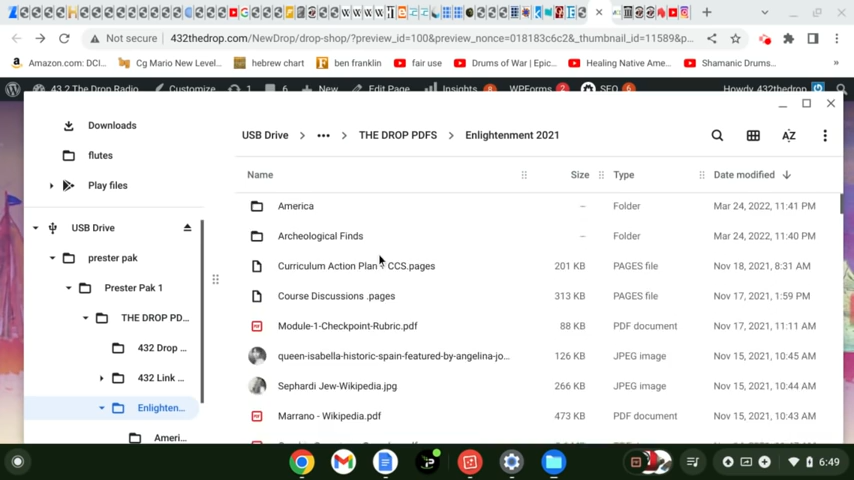 Not secure
432thedrop.com/NewDrop/drop-shop/?preview_id=100&preview_nonce=018183c6c2&_thumbnail_id=11589&p...
Amazon.com: DCI...
Cg Mario New Level...
hebrew chart
ben franklin
fair use
Drums of War | Epic...
Healing Native Ame...
Shamanic Drums...
43.2 The Drop Radio
Customize
1
6
New
Edit Page
Insights
8
WPForms
2
SEO
6
Howdy, 432thedrop
Downloads
flutes
Play files
USB Drive
prester pak
Prester Pak 1
THE DROP PD...
432 Drop ...
432 Link ...
Enlighten...
Ameri...
USB Drive
...
THE DROP PDFS
Enlightenment 2021
AZ
Name
Size
Type
Date modified
America
–
Folder
Mar 24, 2022, 11:41 PM
Archeological Finds
–
Folder
Mar 24, 2022, 11:40 PM
Curriculum Action Plan
CCS.pages
201 KB
PAGES file
Nov 18, 2021, 8:31 AM
Course Discussions .pages
313 KB
PAGES file
Nov 17, 2021, 1:59 PM
Module-1-Checkpoint-Rubric.pdf
88 KB
PDF document
Nov 17, 2021, 11:11 AM
queen-isabella-historic-spain-featured-by-angelina-jo...
126 KB
JPEG image
Nov 15, 2021, 10:45 AM
Sephardi Jew-Wikipedia.jpg
266 KB
JPEG image
Nov 15, 2021, 10:44 AM
Marrano - Wikipedia.pdf
473 KB
PDF document
Nov 15, 2021, 10:43 AM
6:49